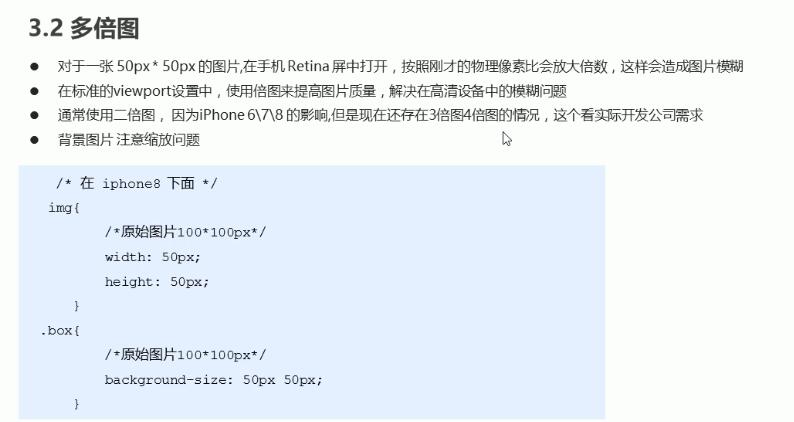 3.2 多倍图
● 对于一张 50px * 50px 的图片,在手机 Retina 屏中打开，按照刚才的物理像素比会放大倍数，这样会造成图片模糊
● 在标准的viewport设置中，使用倍图来提高图片质量，解决在高清设备中的模糊问题
● 通常使用二倍图， 因为iPhone 6\7\8 的影响,但是现在还存在3倍图4倍图的情况，这个看实际开发公司需求
● 背景图片 注意缩放问题
/* 在 iphone8 下面 */
img{
/*原始图片100*100px*/
width: 50px;
height: 50px;
}
.box{
/*原始图片100*100px*/
background-size: 50px 50px;
}